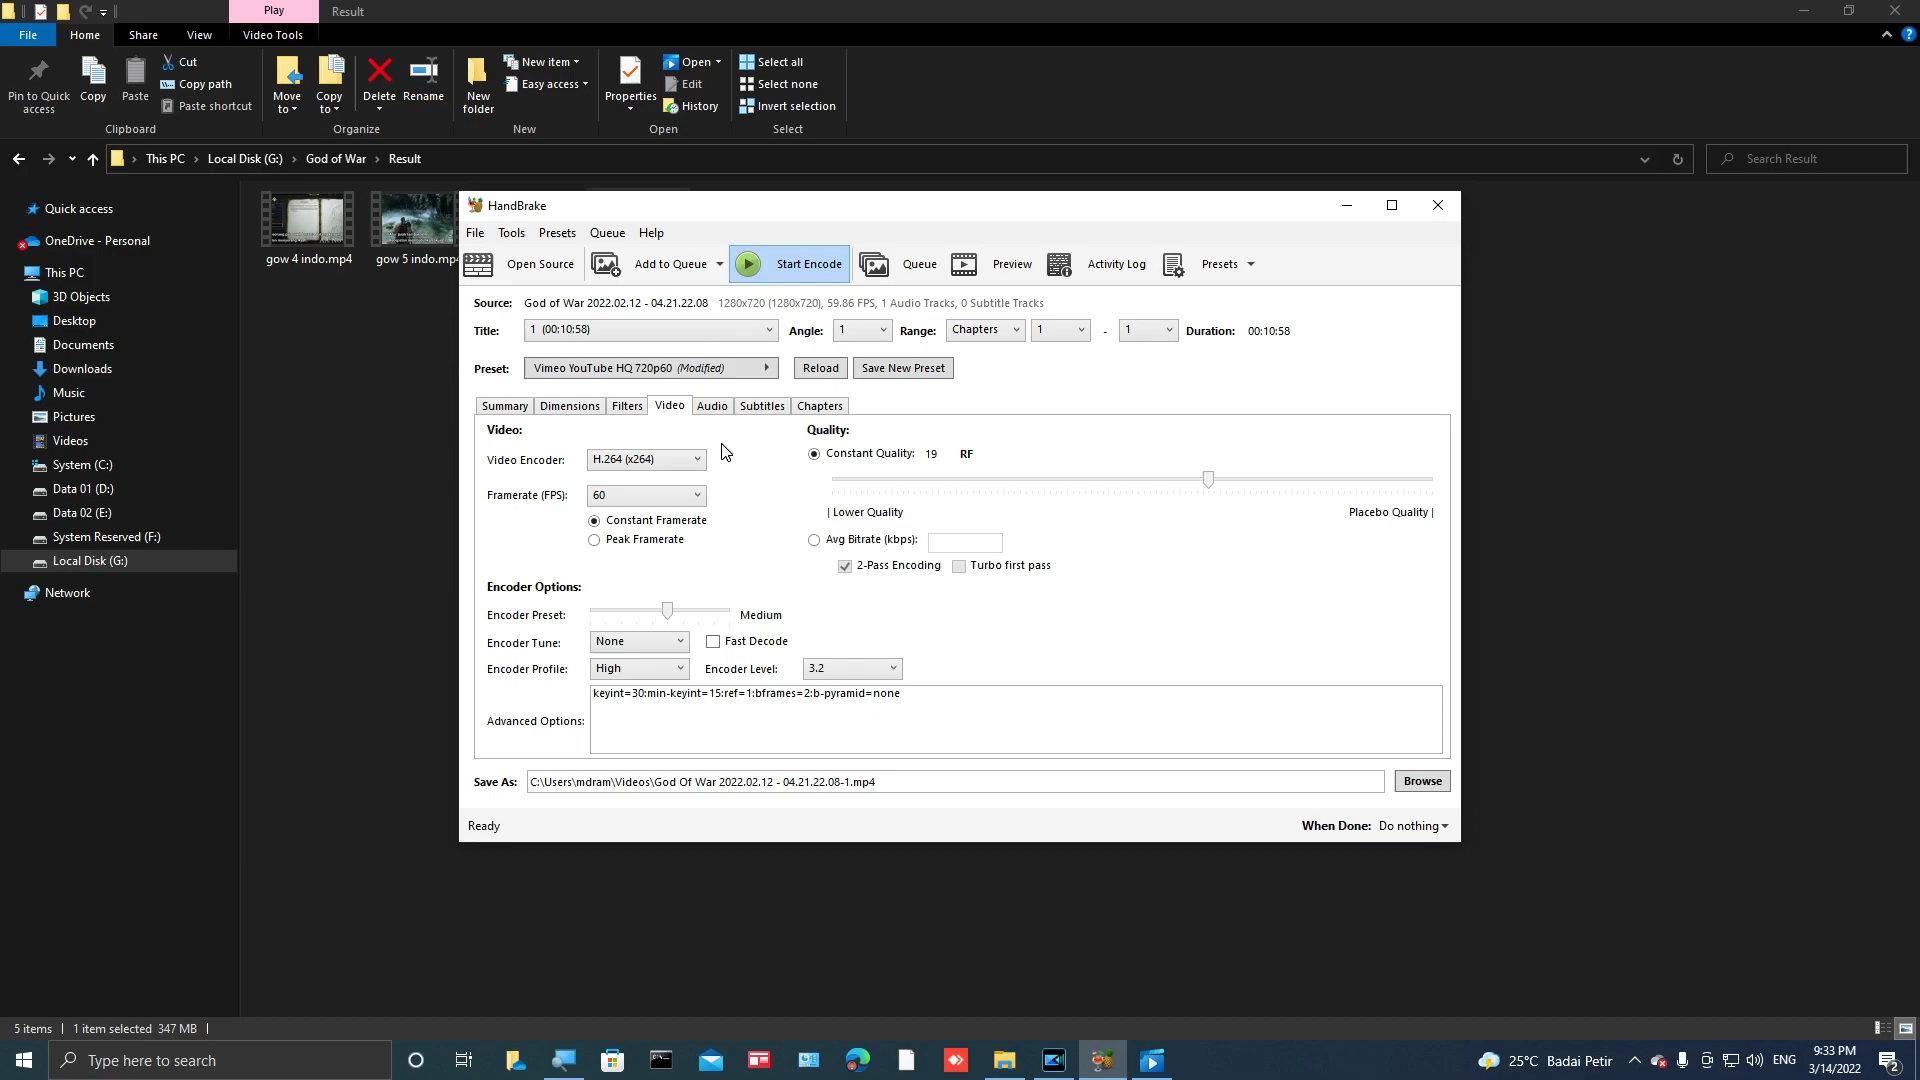 Play
Result
File
Home
Share
View
Video Tools
Pin to Quick access
Copy
Paste
Cut
Copy path
Paste shortcut
Clipboard
Move to
Copy to
Delete
Rename
Organize
New folder
New item
Easy access
New
Properties
Open
Edit
History
Open
Select all
Select none
Invert selection
Select
This PC
Local Disk (G:)
God of War
Result
Search Result
Quick access
OneDrive - Personal
This PC
3D Objects
Desktop
Documents
Downloads
Music
Pictures
Videos
System (C:)
Data 01 (D:)
Data 02 (E:)
System Reserved (F:)
Local Disk (G:)
Network
gow 4 indo.mp4
gow 5 indo.mp4
HandBrake
File Tools Presets Queue Help
Open Source
Add to Queue
Start Encode
Queue
Preview
Activity Log
Presets
Source: God of War 2022.02.12 - 04.21.22.08 1280x720 (1280x720), 59.86 FPS, 1 Audio Tracks, 0 Subtitle Tracks
Title: 1 (00:10:58) Angle: 1 Range: Chapters 1 - 1 Duration: 00:10:58
Preset: Vimeo YouTube HQ 720p60 (Modified) Reload Save New Preset
Summary Dimensions Filters Video Audio Subtitles Chapters
Video:
Video Encoder: H.264 (x264)
Framerate (FPS): 60
Constant Framerate
Peak Framerate
Quality:
Constant Quality: 19 RF
| Lower Quality Placebo Quality |
Avg Bitrate (kbps):
2-Pass Encoding Turbo first pass
Encoder Options:
Encoder Preset: Medium
Encoder Tune: None Fast Decode
Encoder Profile: High Encoder Level: 3.2
Advanced Options: keyint=30:min-keyint=15:ref=1:bframes=2:b-pyramid=none
Save As: C:\Users\mdram\Videos\God Of War 2022.02.12 - 04.21.22.08-1.mp4 Browse
Ready
When Done: Do nothing
5 items
1 item selected 347 MB
Type here to search
25°C Badai Petir
ENG
9:33 PM
3/14/2022
2